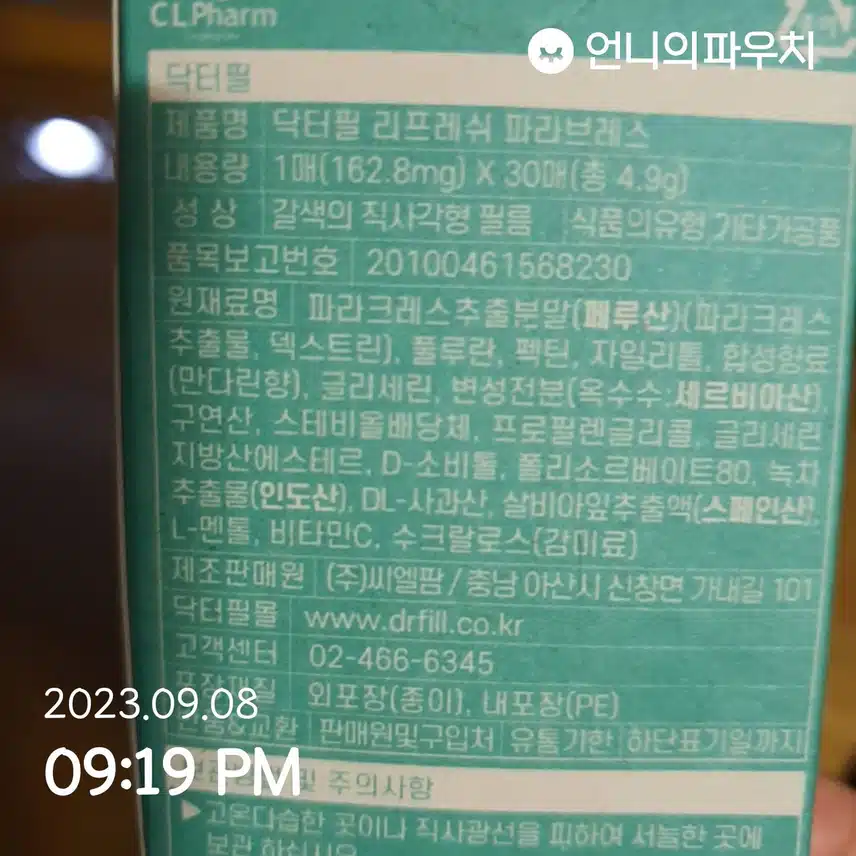 CLPharm
언니의파우치
닥터필
제품명 닥터필 리프레쉬 파라브레스
내용량 1매(162.8mg) X 30매(총 4.9g)
성 상 갈색의 직사각형 필름 식품의유형 기타가공품
품목보고번호 20100461568230
원재료명 파라크레스추출분말(페루산)(파라크레스
추출물, 덱스트린), 풀루란, 펙틴, 자일리톨, 합성향료
(만다린향), 글리세린, 변성전분(옥수수:세르비아산),
구연산, 스테비올배당체, 프로필렌글리콜, 글리세린
지방산에스테르, D-소비톨, 폴리소르베이트80, 녹차
추출물(인도산), DL-사과산, 살비아잎추출액(스페인산),
L-멘톨, 비타민C, 수크랄로스(감미료)
제조판매원 (주)씨엘팜 / 충남 아산시 신창면 가내길 101
닥터필몰 www.drfill.co.kr
고객센터 02-466-6345
포장재질 외포장(종이), 내포장(PE)
반품&교환 판매원및구입처 유통기한 하단표기일까지
및 주의사항
▶고온다습한 곳이나 직사광선을 피하여 서늘한 곳에
보관 하십시오
2023.09.08
09:19 PM